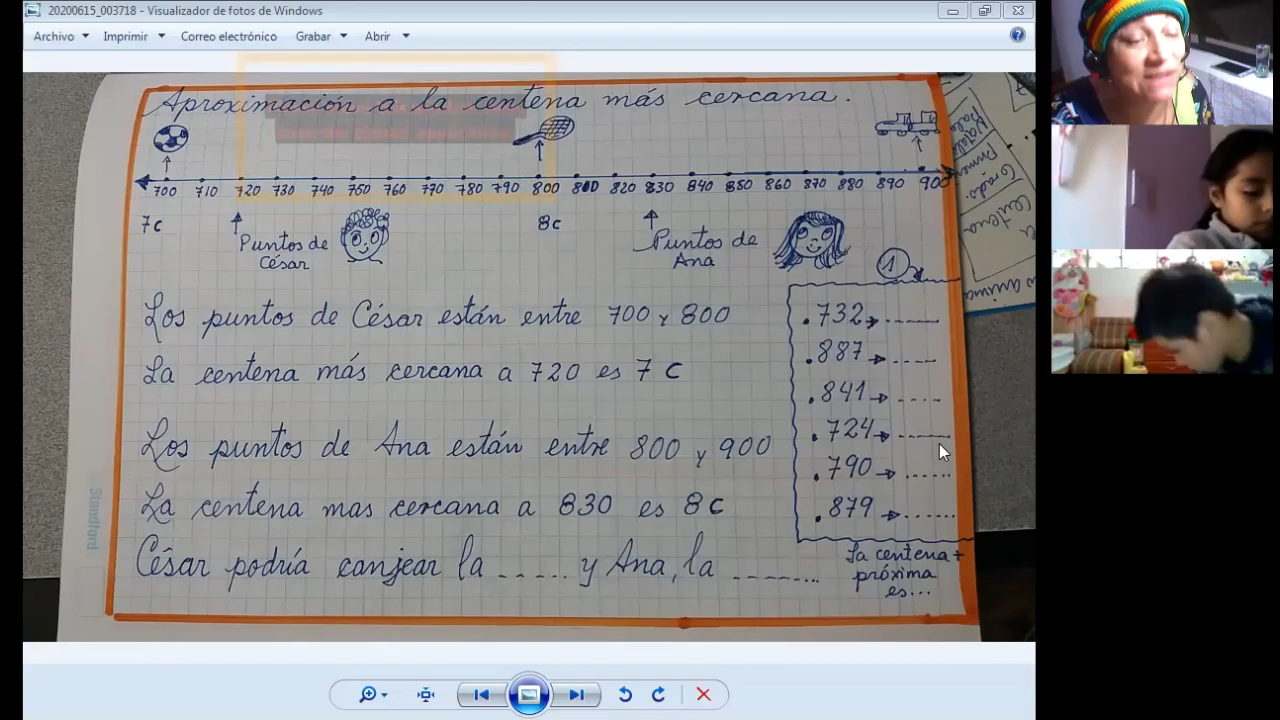 20200615_003718 - Visualizador de fotos de Windows
Archivo Imprimir Correo electrónico Grabar Abrir
Aproximación a la centena más cercana.
700 710 720 730 740 750 760 770 780 790 800 810 820 830 840 850 860 870 880 890 900
7c 8c
Puntos de
César
Puntos de
Ana
1
Los puntos de César están entre 700 y 800
La centena más cercana a 720 es 7 C
Los puntos de Ana están entre 800 y 900
La centena mas cercana a 830 es 8c
César podría canjear la ..... y Ana, la .......
.732→ ......
.887→ .....
.841→ ....
.724→ ......
.790→ ......
.879→ ......
La centena +
próxima
es...
Standford